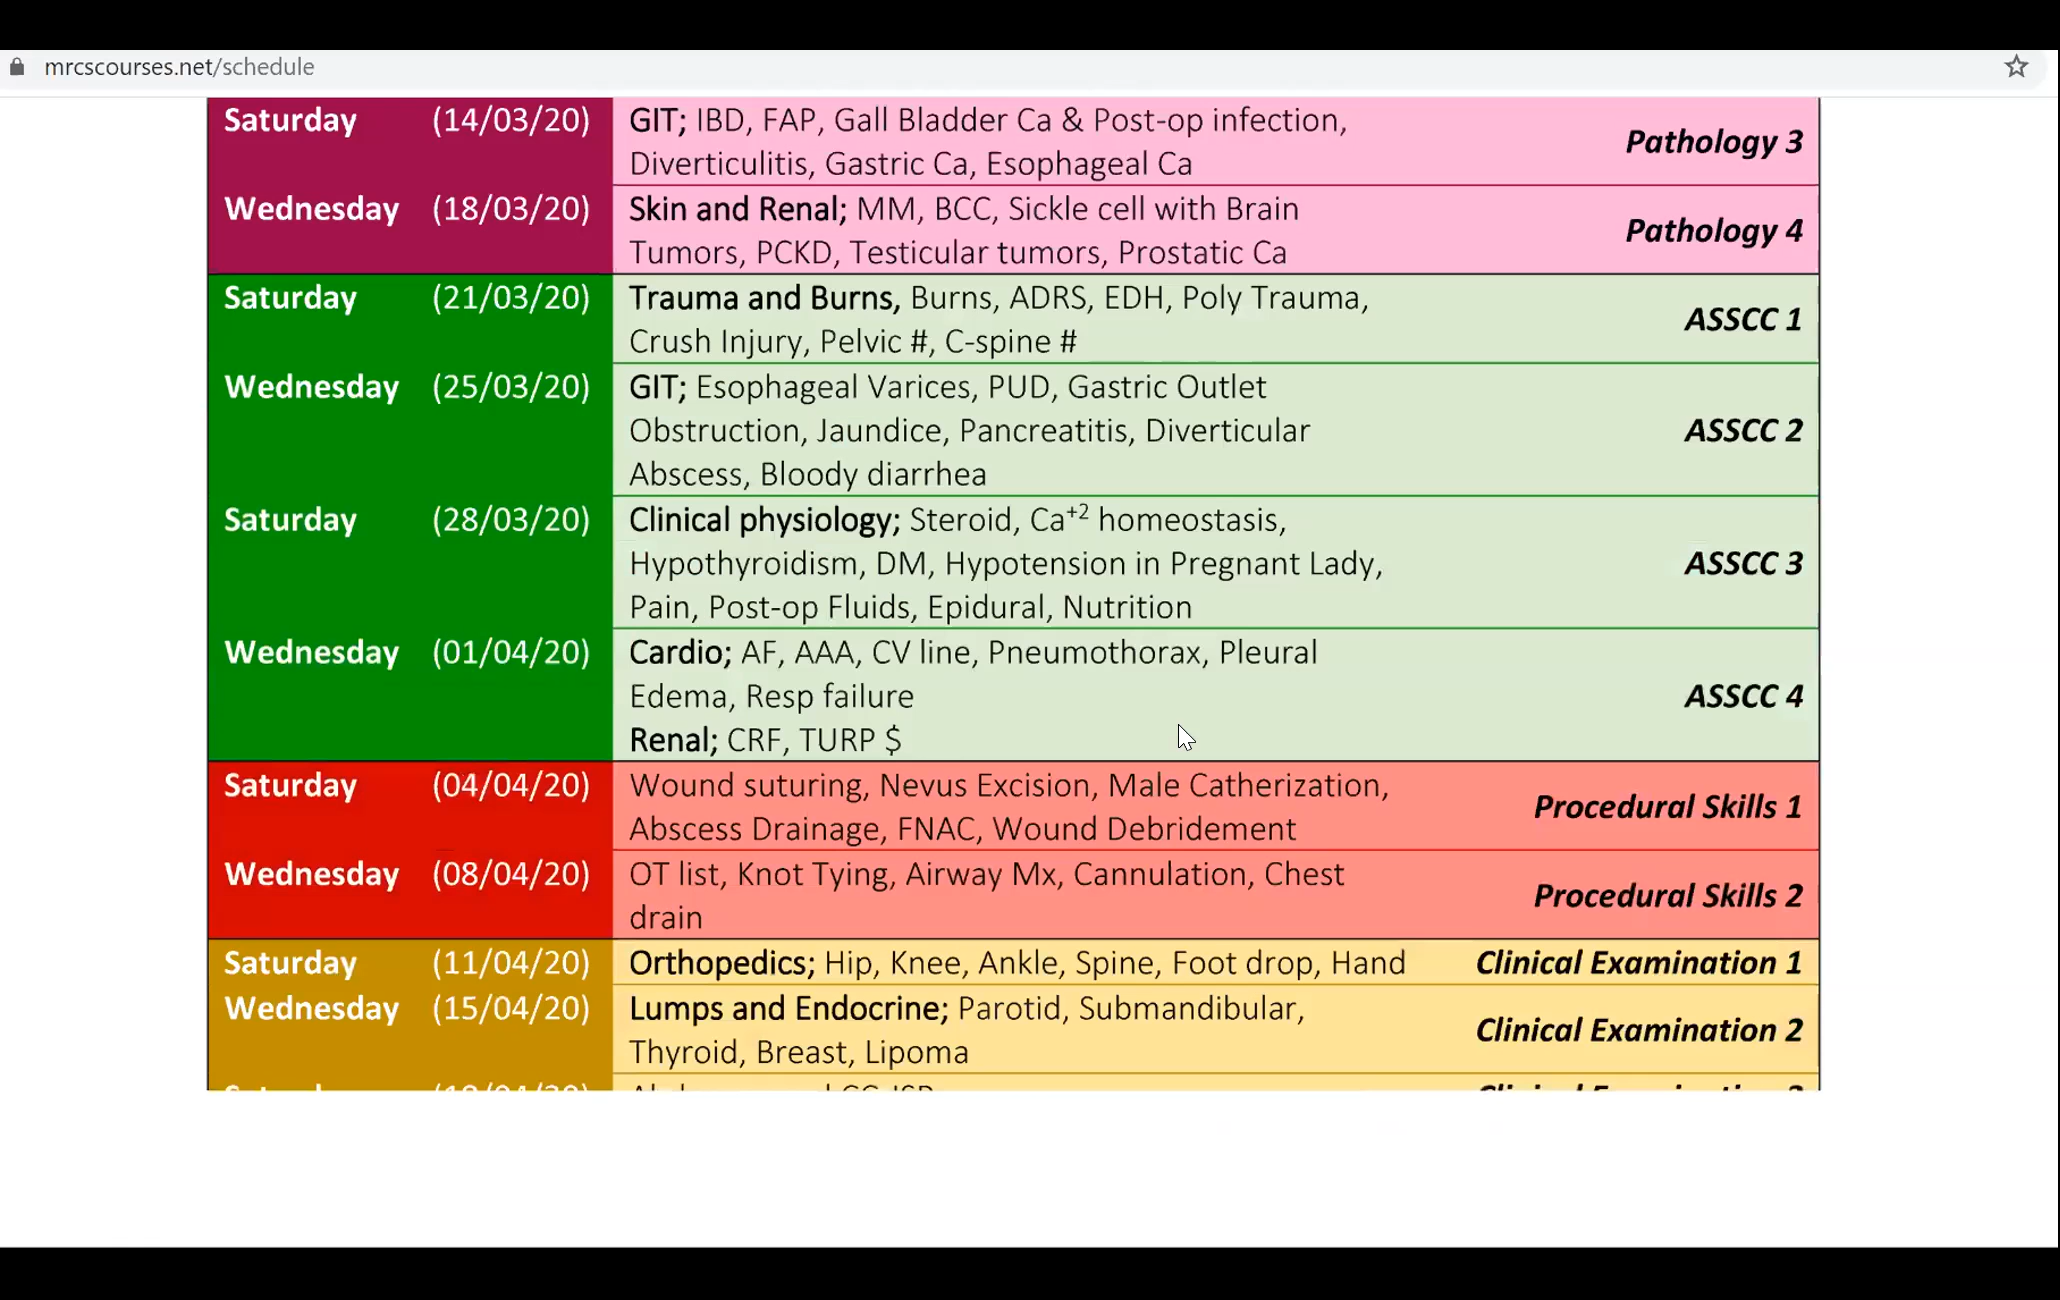 mrcscourses.net/schedule
Saturday (14/03/20) GIT; IBD, FAP, Gall Bladder Ca & Post-op infection,
Diverticulitis, Gastric Ca, Esophageal Ca
Pathology 3
Wednesday (18/03/20) Skin and Renal; MM, BCC, Sickle cell with Brain
Tumors, PCKD, Testicular tumors, Prostatic Ca
Pathology 4
Saturday (21/03/20) Trauma and Burns, Burns, ADRS, EDH, Poly Trauma,
Crush Injury, Pelvic #, C-spine #
ASSCC 1
Wednesday (25/03/20) GIT; Esophageal Varices, PUD, Gastric Outlet
Obstruction, Jaundice, Pancreatitis, Diverticular
Abscess, Bloody diarrhea
ASSCC 2
Saturday (28/03/20) Clinical physiology; Steroid, Ca+2 homeostasis,
Hypothyroidism, DM, Hypotension in Pregnant Lady,
Pain, Post-op Fluids, Epidural, Nutrition
ASSCC 3
Wednesday (01/04/20) Cardio; AF, AAA, CV line, Pneumothorax, Pleural
Edema, Resp failure
Renal; CRF, TURP $
ASSCC 4
Saturday (04/04/20) Wound suturing, Nevus Excision, Male Catherization,
Abscess Drainage, FNAC, Wound Debridement
Procedural Skills 1
Wednesday (08/04/20) OT list, Knot Tying, Airway Mx, Cannulation, Chest
drain
Procedural Skills 2
Saturday (11/04/20) Orthopedics; Hip, Knee, Ankle, Spine, Foot drop, Hand Clinical Examination 1
Wednesday (15/04/20) Lumps and Endocrine; Parotid, Submandibular,
Thyroid, Breast, Lipoma
Clinical Examination 2